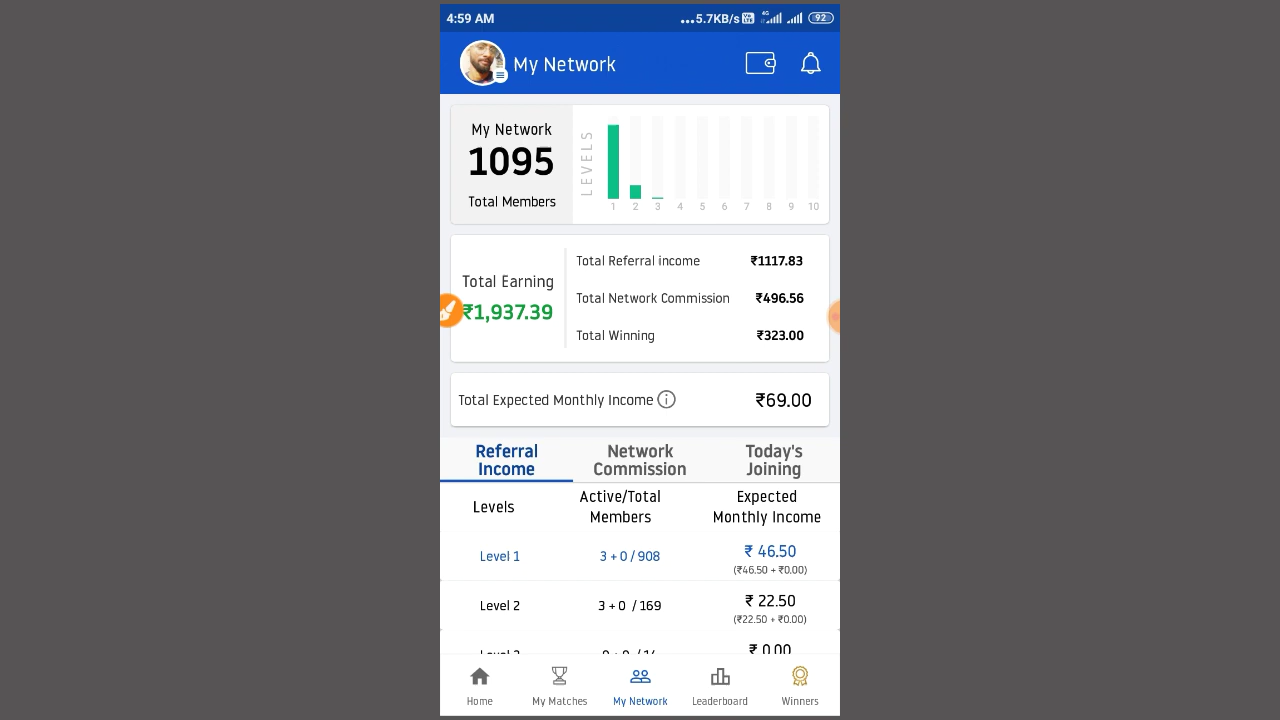 4:59 AM
...5.7KB/s 4G 92
My Network
My Network
1095
Total Members
LEVELS
1 2 3 4 5 6 7 8 9 10
Total Earning
₹1,937.39
Total Referral income ₹1117.83
Total Network Commission ₹496.56
Total Winning ₹323.00
Total Expected Monthly Income ₹69.00
Referral Income
Network Commission
Today's Joining
Levels
Active/Total Members
Expected Monthly Income
Level 1 3 + 0 / 908 ₹ 46.50
(₹46.50 + ₹0.00)
Level 2 3 + 0 / 169 ₹ 22.50
(₹22.50 + ₹0.00)
₹ 0.00
Home My Matches My Network Leaderboard Winners